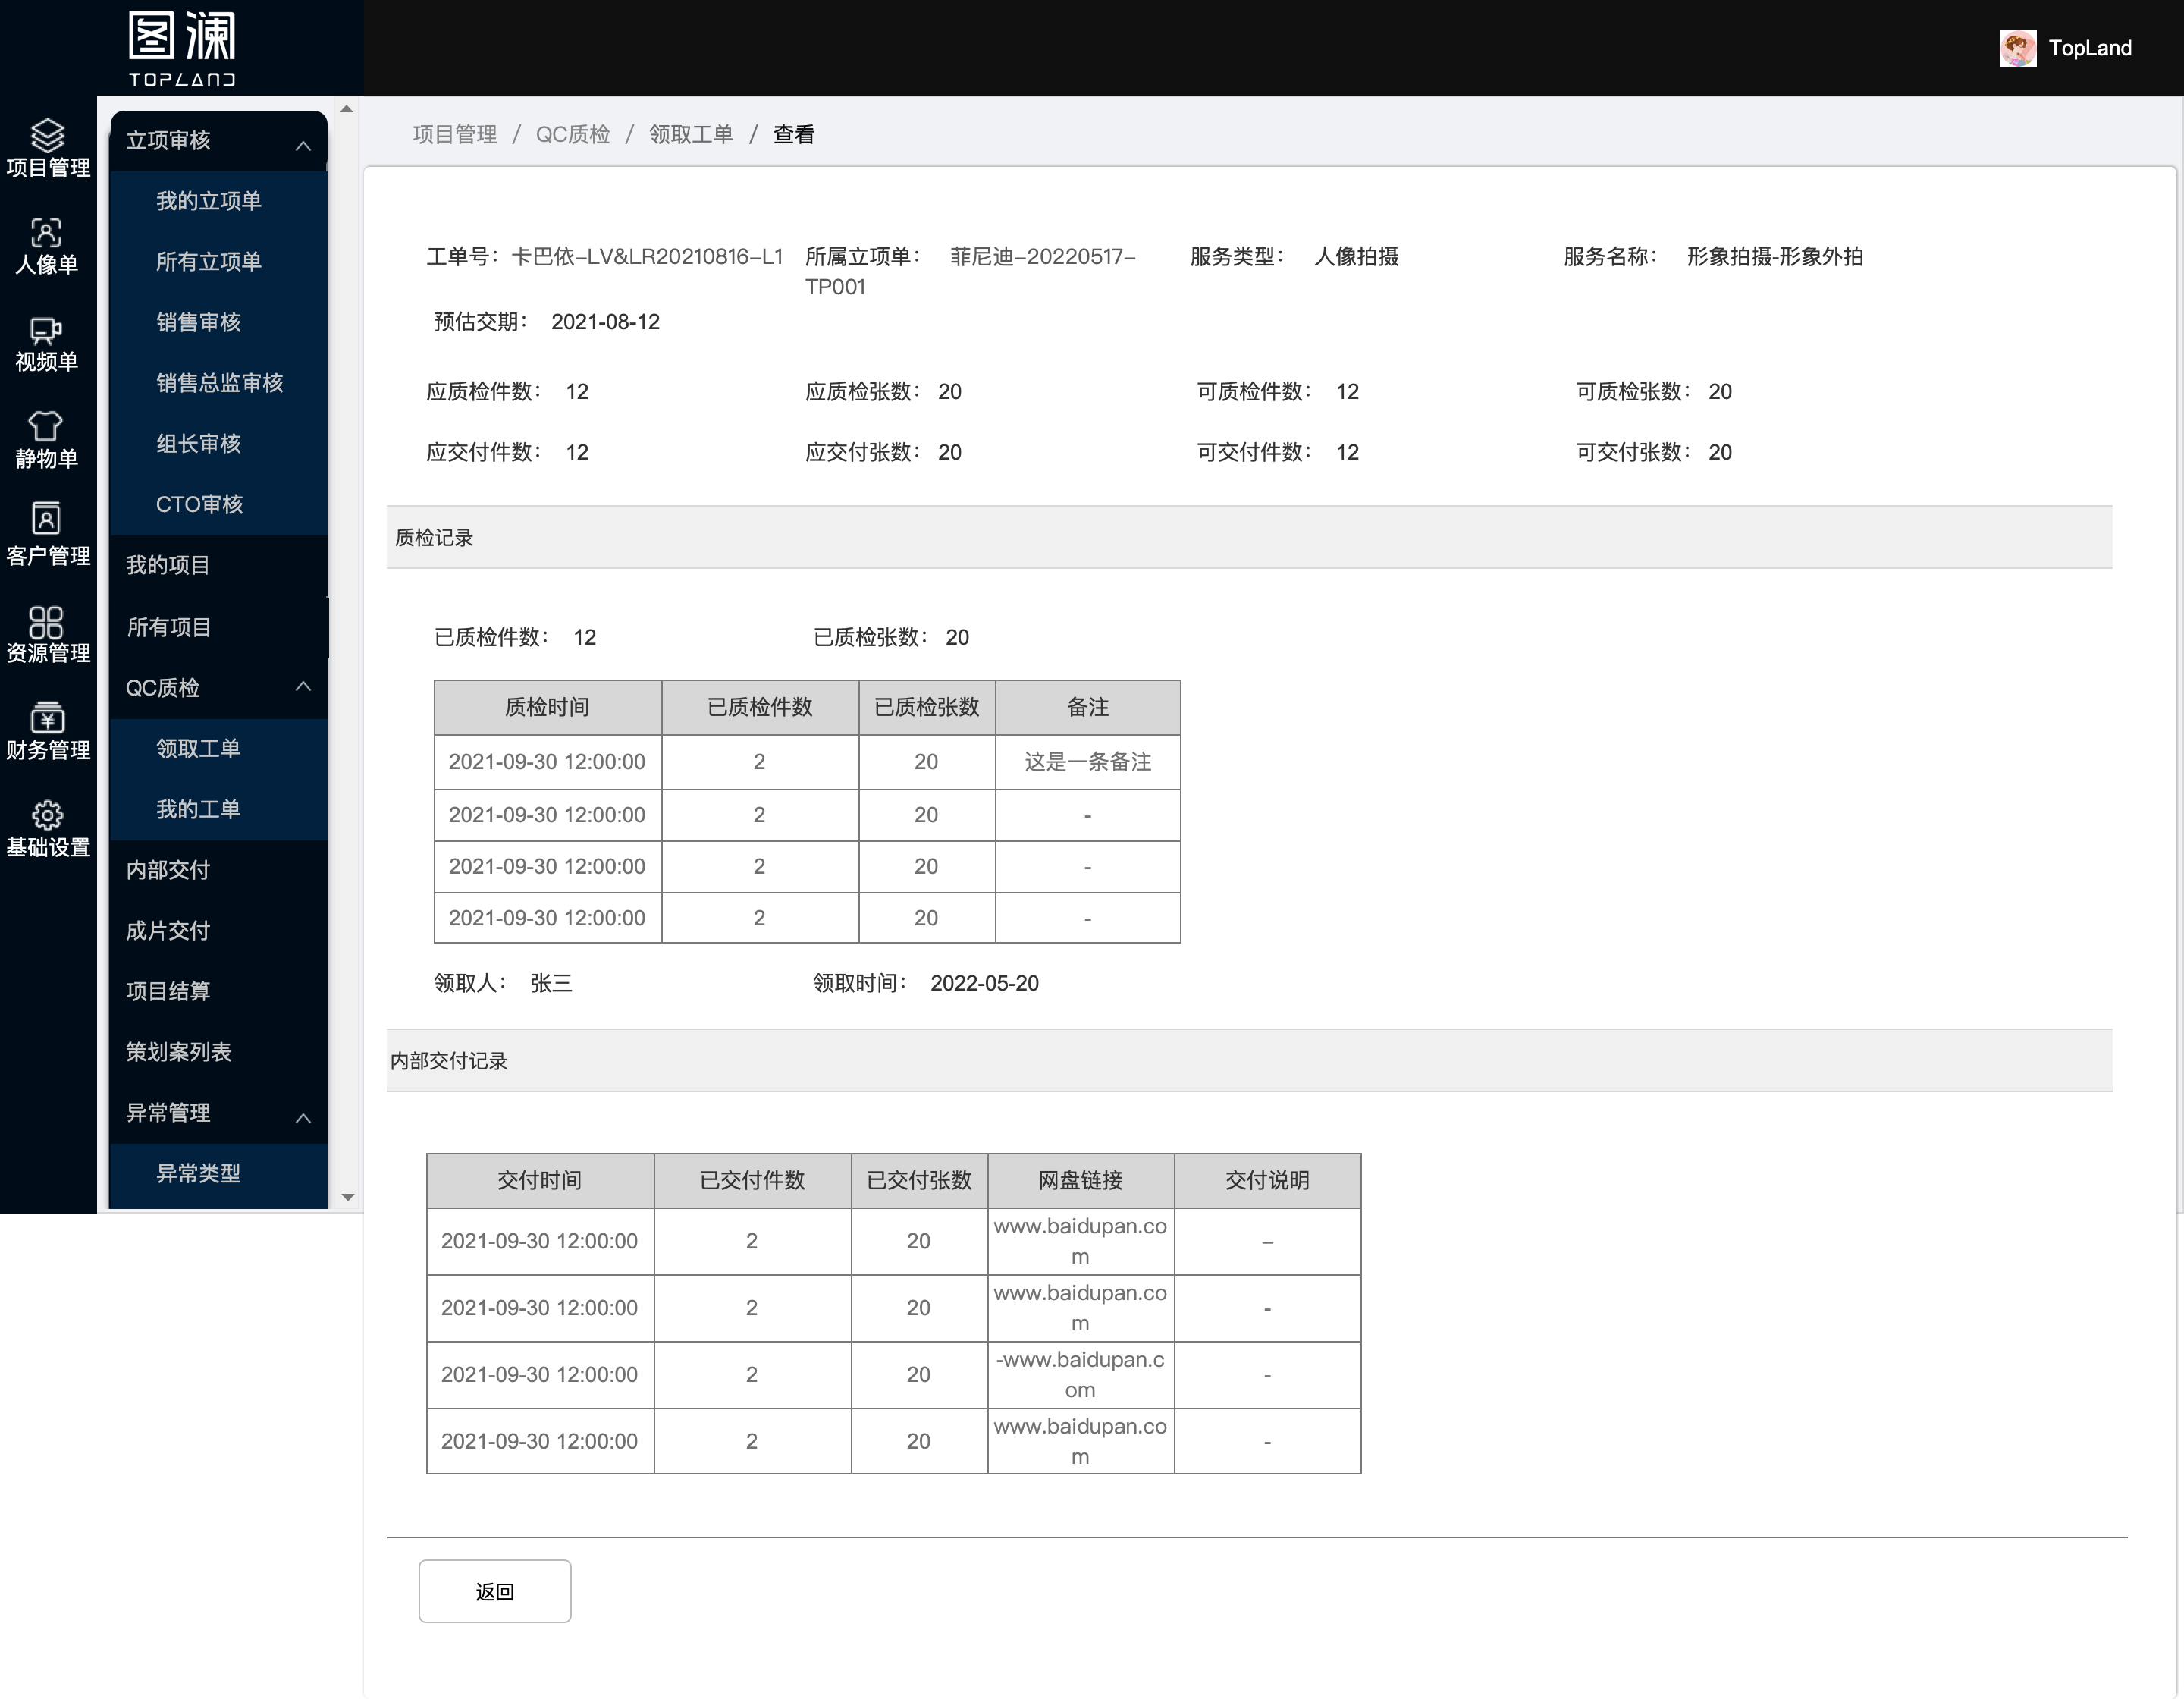 图澜
TOPLAND
TopLand
项目管理
人像单
视频单
静物单
客户管理
资源管理
财务管理
基础设置
立项审核
我的立项单
所有立项单
销售审核
销售总监审核
组长审核
CTO审核
我的项目
所有项目
QC质检
领取工单
我的工单
内部交付
成片交付
项目结算
策划案列表
异常管理
异常类型
项目管理 / QC质检 / 领取工单 / 查看
工单号： 卡巴依–LV&LR20210816–L1 所属立项单： 菲尼迪–20220517– 服务类型： 人像拍摄 服务名称： 形象拍摄-形象外拍
TP001
预估交期： 2021-08-12
应质检件数： 12 应质检张数： 20 可质检件数： 12 可质检张数： 20
应交付件数： 12 应交付张数： 20 可交付件数： 12 可交付张数： 20
质检记录
已质检件数： 12 已质检张数： 20
质检时间 已质检件数 已质检张数 备注
2021-09-30 12:00:00 2 20 这是一条备注
2021-09-30 12:00:00 2 20 -
2021-09-30 12:00:00 2 20 -
2021-09-30 12:00:00 2 20 -
领取人： 张三 领取时间： 2022-05-20
内部交付记录
交付时间 已交付件数 已交付张数 网盘链接 交付说明
2021-09-30 12:00:00 2 20 www.baidupan.co –
m
2021-09-30 12:00:00 2 20 www.baidupan.co -
m
2021-09-30 12:00:00 2 20 -www.baidupan.c -
om
2021-09-30 12:00:00 2 20 www.baidupan.co -
m
返回